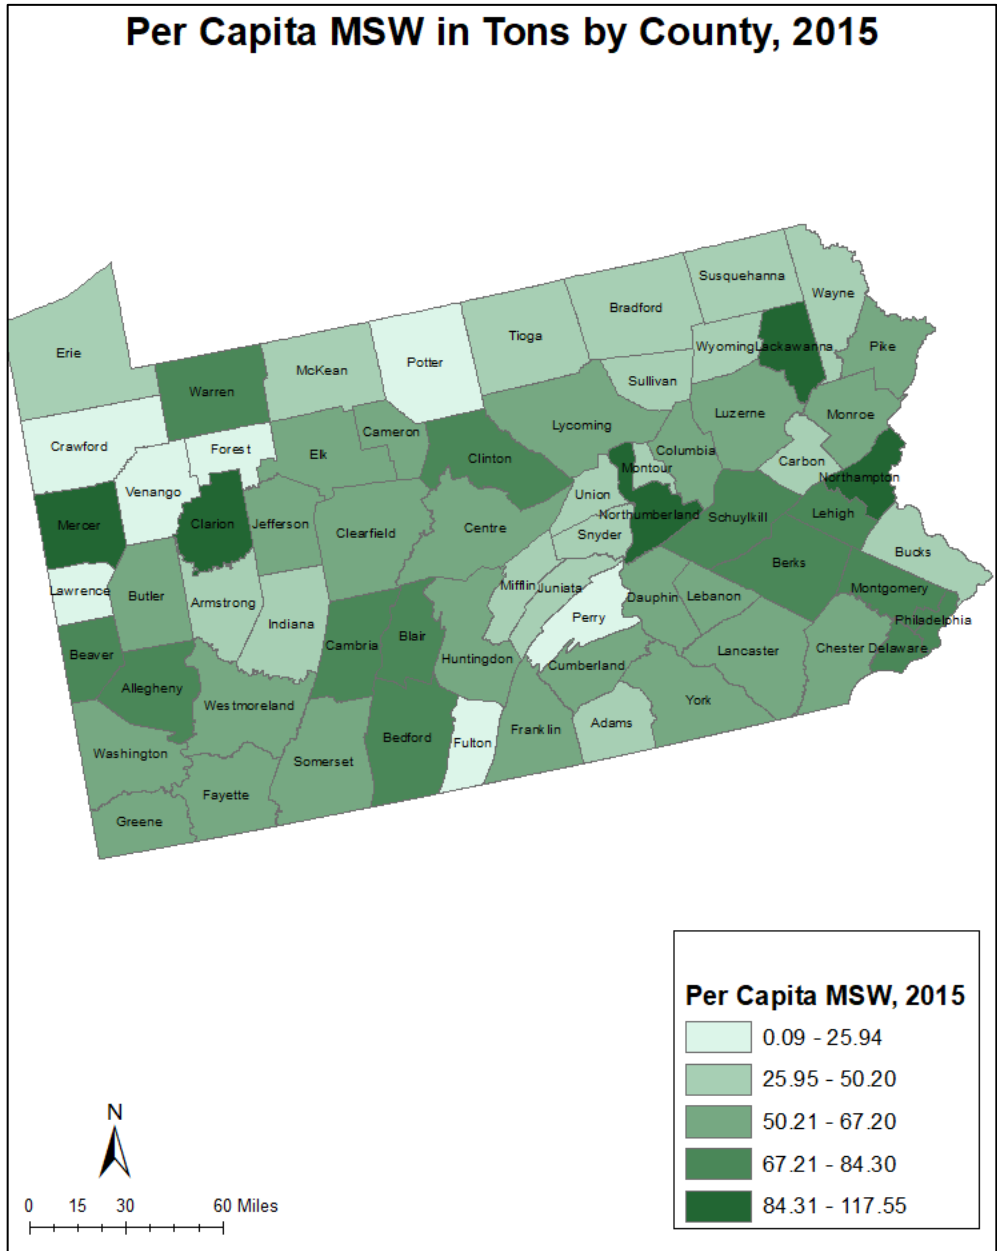 Per Capita MSW in Tons by County, 2015
Susquehanna
Wayne
Bradford
Tioga
Erie
Wyoming
Lackawanna
Pike
Potter
McKean
Sullivan
Warren
Luzerne
Monroe
Lycoming
Cameron
Crawford
Forest
Elk
Columbia
Clinton
Carbon
Montour
Northampton
Venango
Union
Mercer
Clarion
Jefferson
Clearfield
Centre
Northumberland
Schuylkill
Lehigh
Snyder
Bucks
Berks
Lawrence
Butler
Armstrong
Mifflin
Juniata
Montgomery
Dauphin
Lebanon
Indiana
Perry
Philadelphia
Blair
Cambria
Beaver
Huntingdon
Cumberland
Lancaster
Chester
Delaware
Allegheny
Westmoreland
York
Adams
Franklin
Bedford
Fulton
Washington
Somerset
Fayette
Greene
Per Capita MSW, 2015
0.09 - 25.94
25.95 - 50.20
50.21 - 67.20
67.21 - 84.30
84.31 - 117.55
N
0 15 30 60 Miles